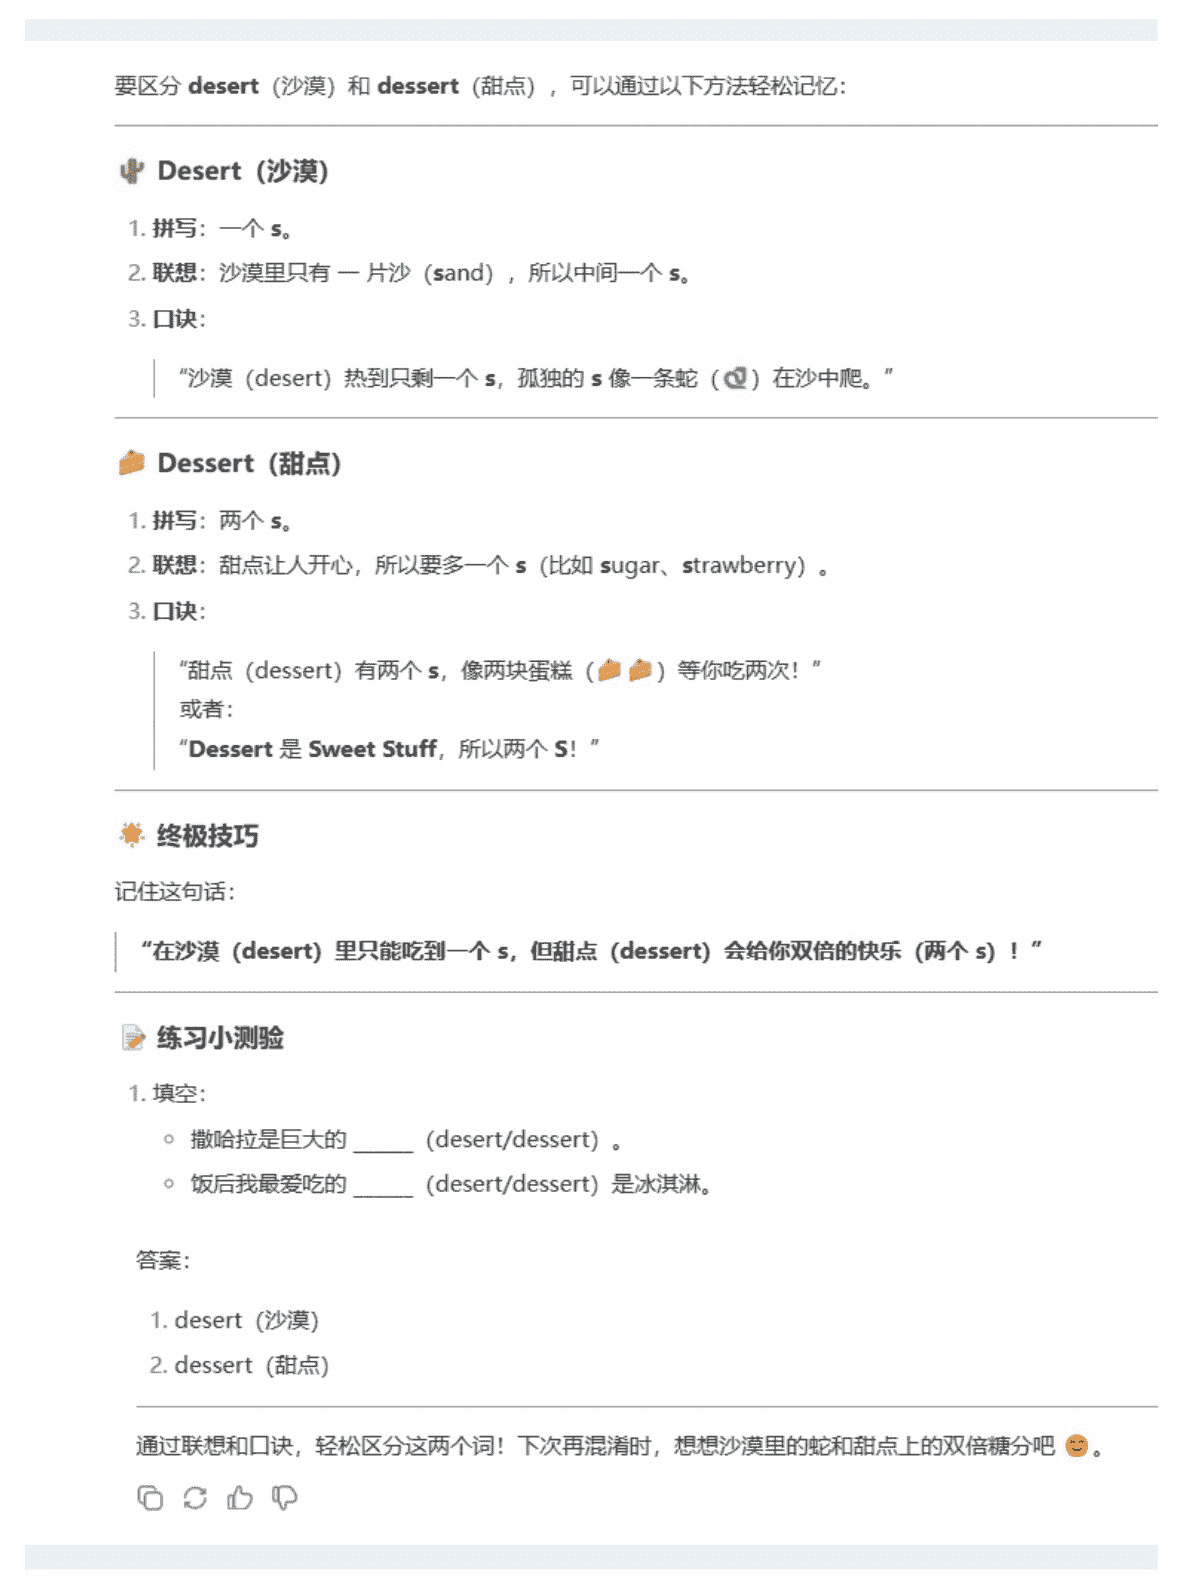 要区分 desert（沙漠）和 dessert（甜点），可以通过以下方法轻松记忆：
Desert（沙漠）
1. 拼写：一个 s。
2. 联想：沙漠里只有 一 片沙（sand），所以中间一个 s。
3. 口诀：
“沙漠（desert）热到只剩一个 s，孤独的 s 像一条蛇（🐍）在沙中爬。”
🍰 Dessert（甜点）
1. 拼写：两个 s。
2. 联想：甜点让人开心，所以要多一个 s（比如 sugar、strawberry）。
3. 口诀：
“甜点（dessert）有两个 s，像两块蛋糕（🍰🍰）等你吃两次！”
或者：
“Dessert 是 Sweet Stuff，所以两个 S！”
🌟 终极技巧
记住这句话：
“在沙漠（desert）里只能吃到一个 s，但甜点（dessert）会给你双倍的快乐（两个 s）！”
📝 练习小测验
1. 填空：
○ 撒哈拉是巨大的 _____（desert/dessert）。
○ 饭后我最爱吃的 _____（desert/dessert）是冰淇淋。
答案：
1. desert（沙漠）
2. dessert（甜点）
通过联想和口诀，轻松区分这两个词！下次再混淆时，想想沙漠里的蛇和甜点上的双倍糖分吧 😊。